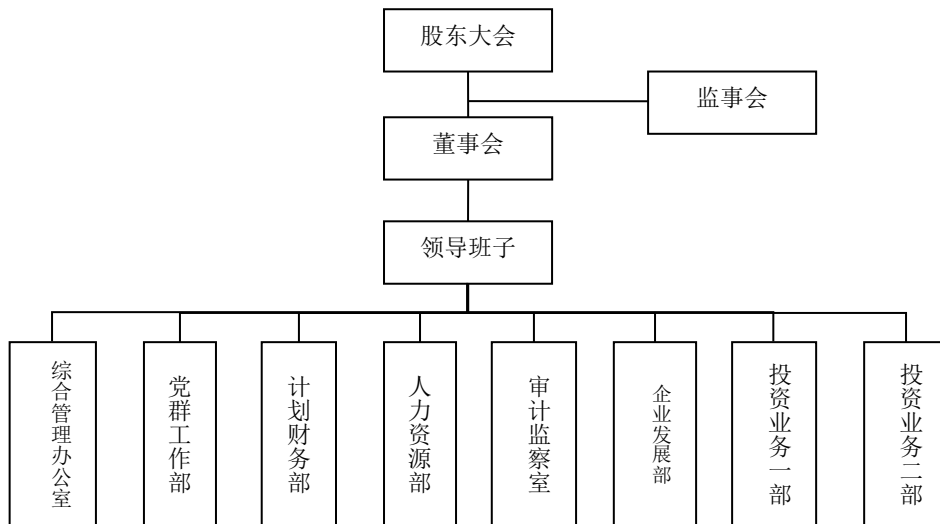 股东大会
监事会
董事会
领导班子
综合管理办公室
党群工作部
计划财务部
人力资源部
审计监察室
企业发展部
投资业务一部
投资业务二部